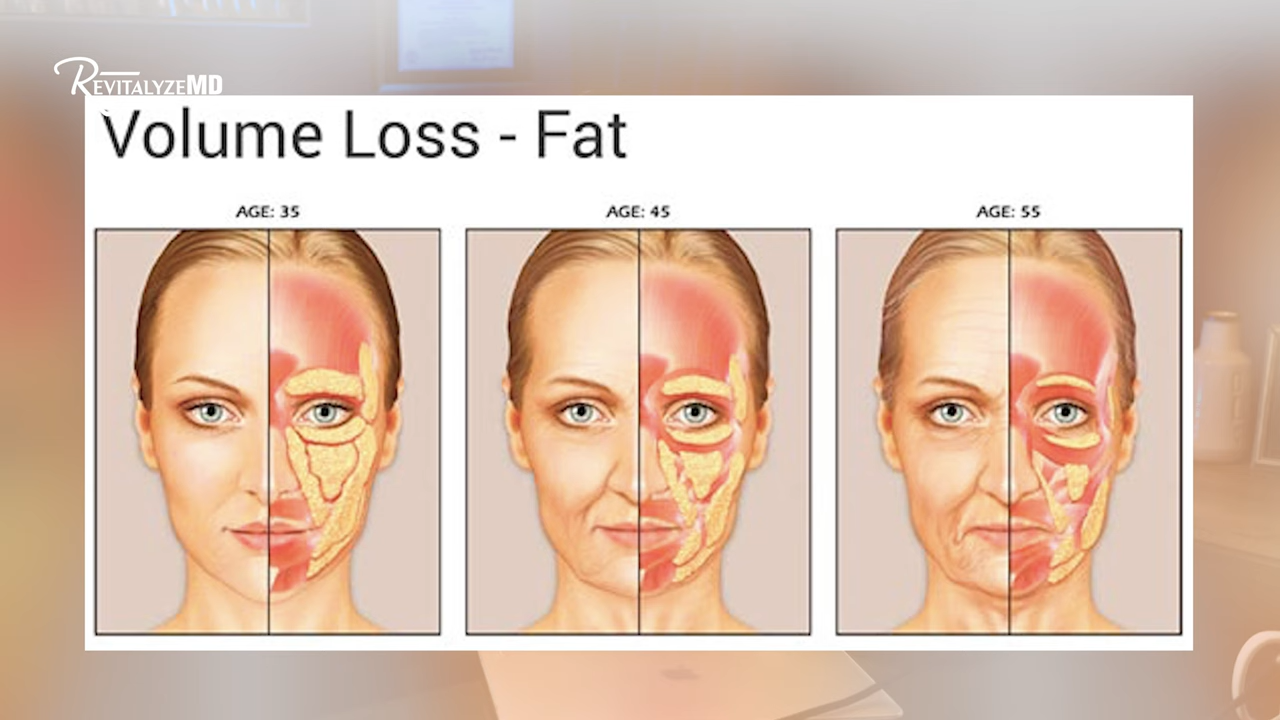 REVITALYZEMD
Volume Loss - Fat
AGE: 35
AGE: 45
AGE: 55